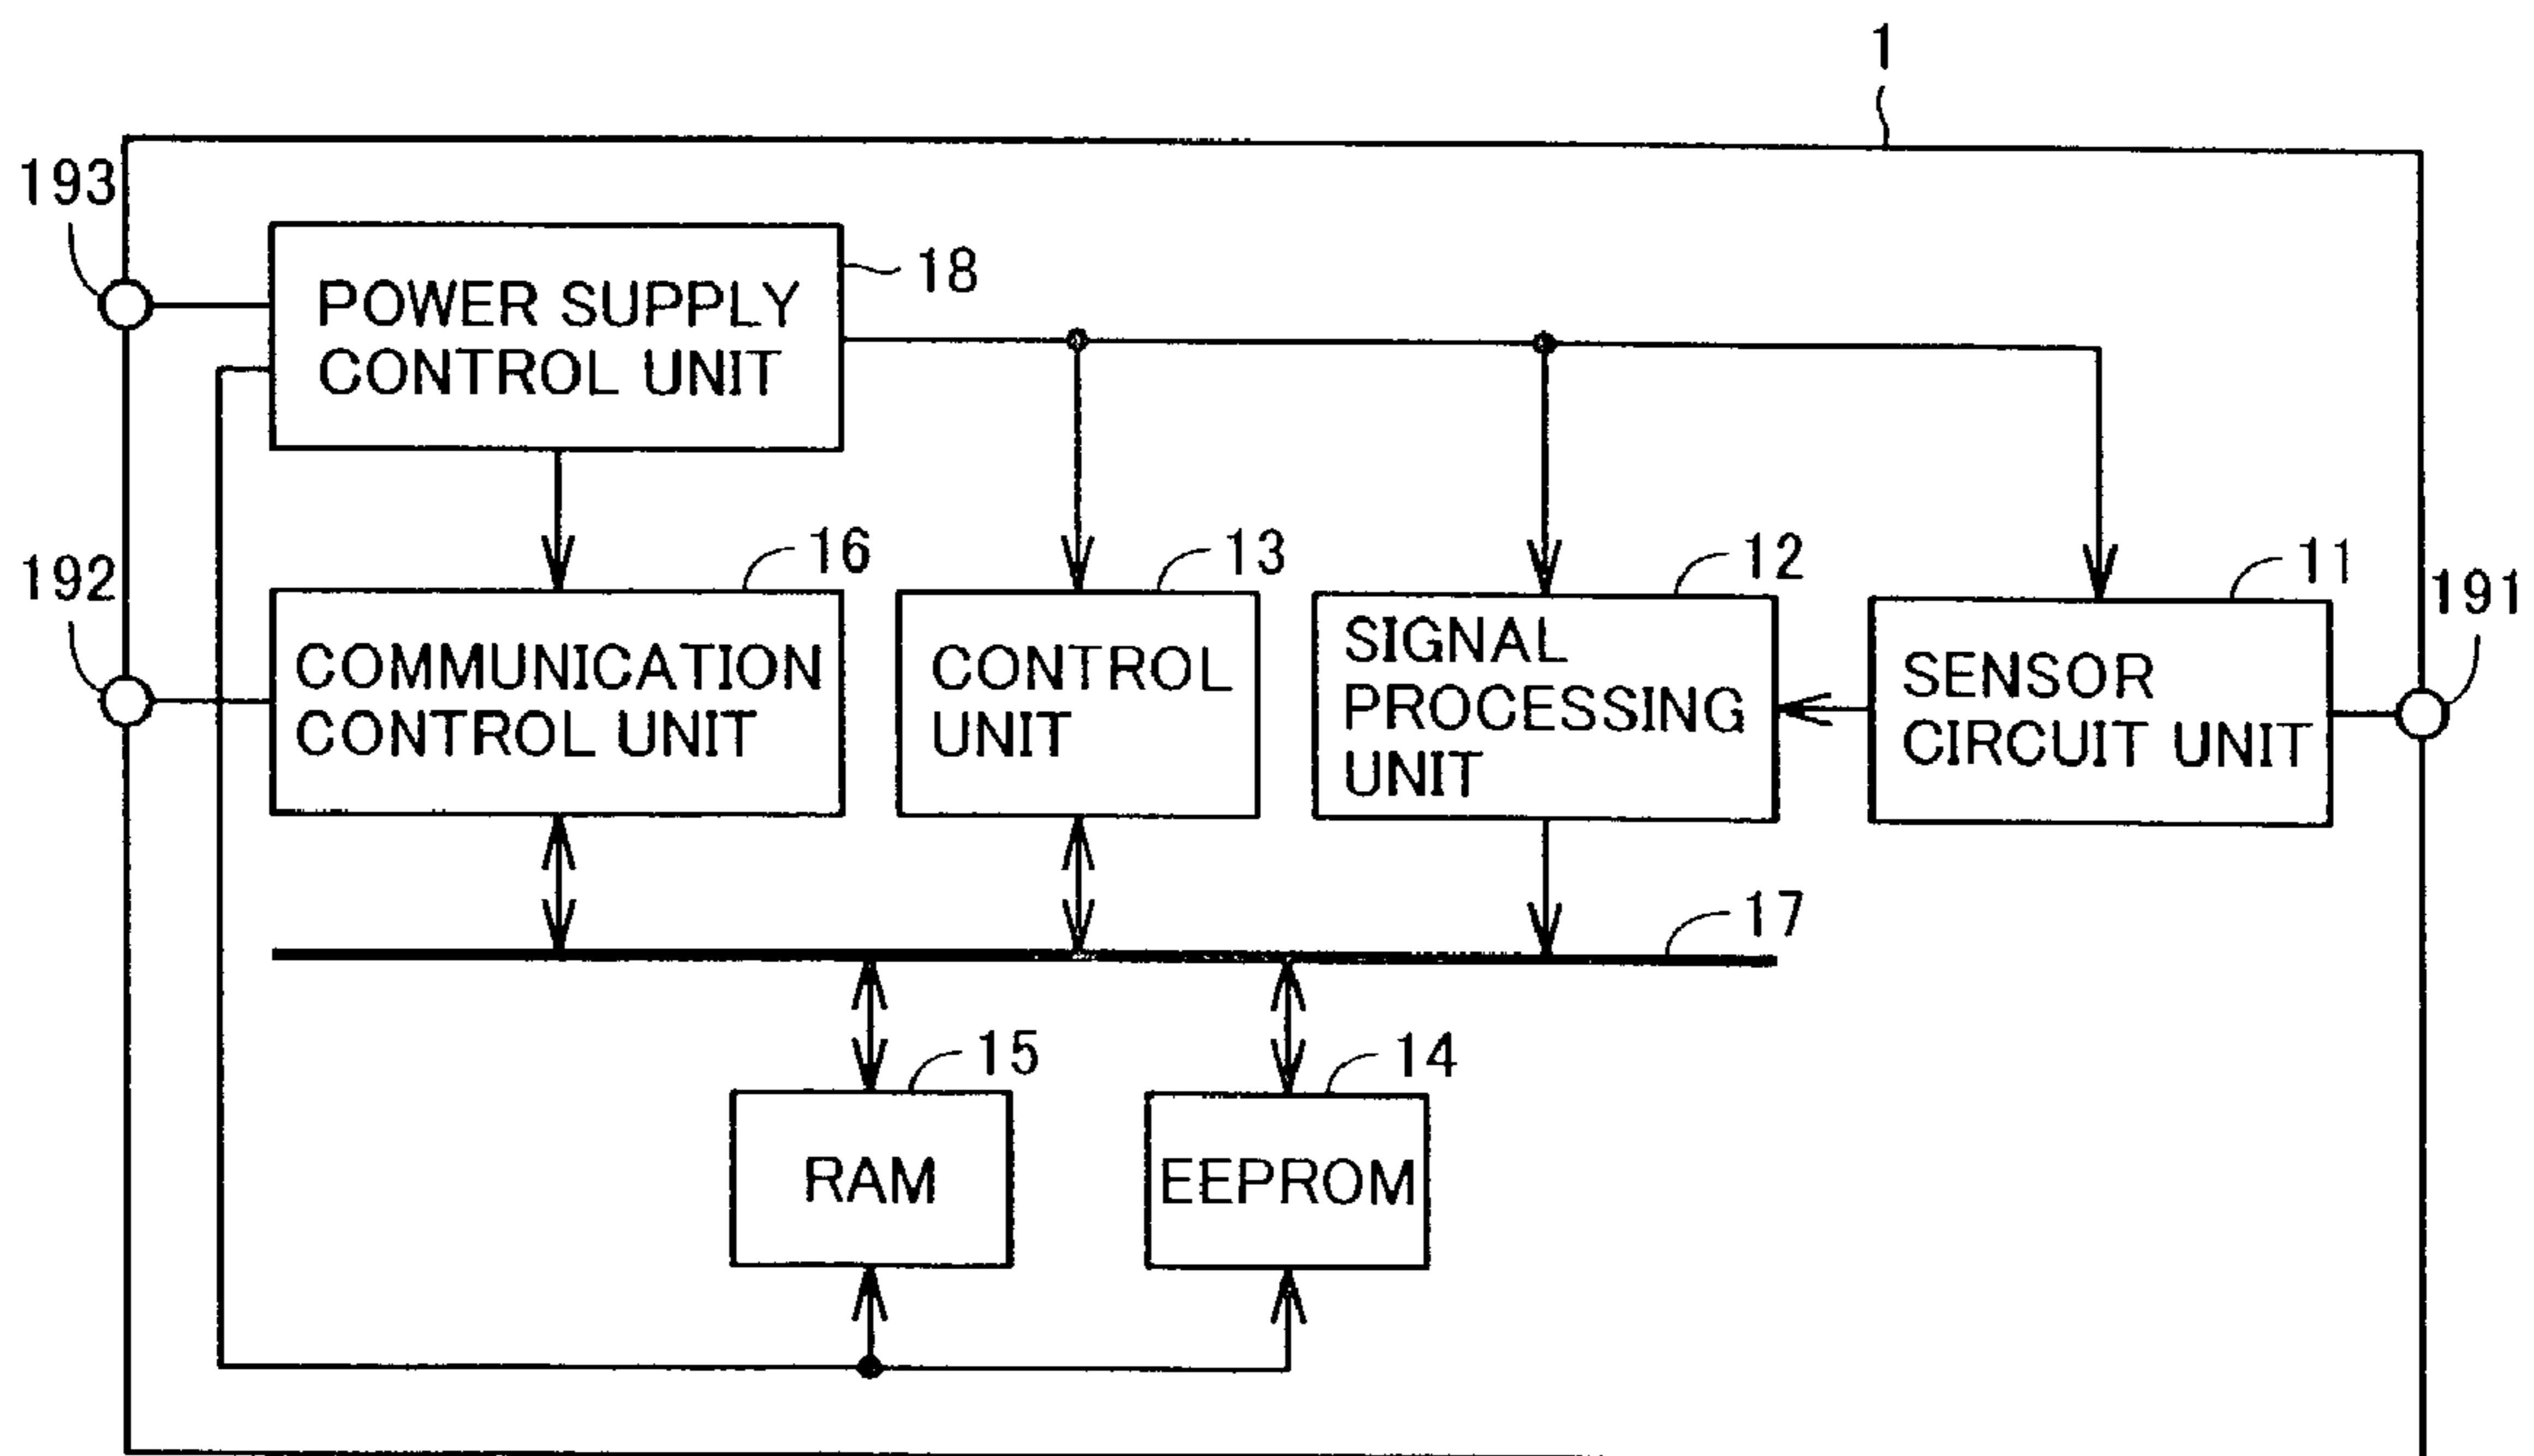 1
193
18
POWER SUPPLY
CONTROL UNIT
192
16
13
12
11
191
COMMUNICATION
CONTROL UNIT
CONTROL
UNIT
SIGNAL
PROCESSING
UNIT
SENSOR
CIRCUIT UNIT
17
15
14
RAM
EEPROM